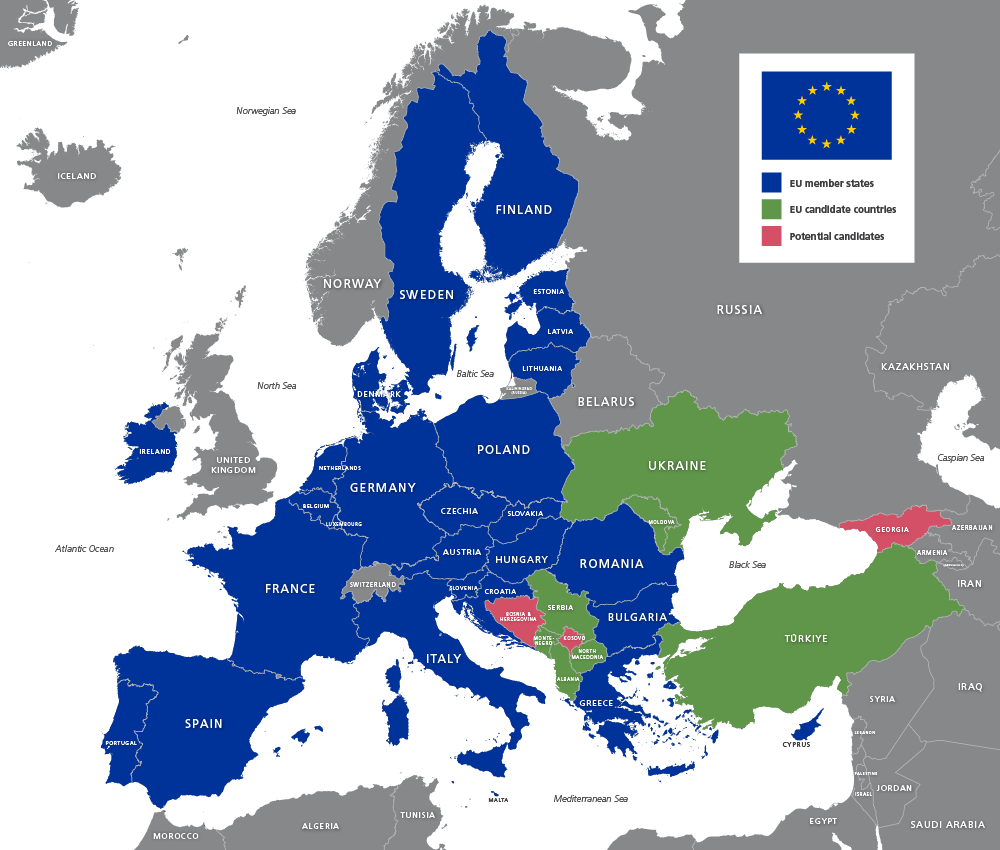 GREENLAND
Norwegian Sea
ICELAND
EU member states
EU candidate countries
Potential candidates
FINLAND
NORWAY
SWEDEN
ESTONIA
RUSSIA
LATVIA
LITHUANIA
KAZAKHSTAN
Baltic Sea
North Sea
DENMARK
KALININGRAD
(RUSSIA)
BELARUS
IRELAND
UNITED
KINGDOM
POLAND
Caspian Sea
UKRAINE
NETHERLANDS
GERMANY
BELGIUM
CZECHIA
SLOVAKIA
LUXEMBOURG
MOLDOVA
GEORGIA
AZERBAIJAN
Atlantic Ocean
AUSTRIA
HUNGARY
ROMANIA
ARMENIA
Black Sea
FRANCE
SWITZERLAND
SLOVENIA
CROATIA
IRAN
BOSNIA &
HERZEGOVINA
SERBIA
BULGARIA
MONTE-
NEGRO
KOSOVO
TÜRKIYE
NORTH
MACEDONIA
ITALY
ALBANIA
IRAQ
SYRIA
GREECE
SPAIN
PORTUGAL
CYPRUS
LEBANON
PALESTINE
ISRAEL
JORDAN
MALTA
Mediterranean Sea
TUNISIA
EGYPT
ALGERIA
SAUDI ARABIA
MOROCCO